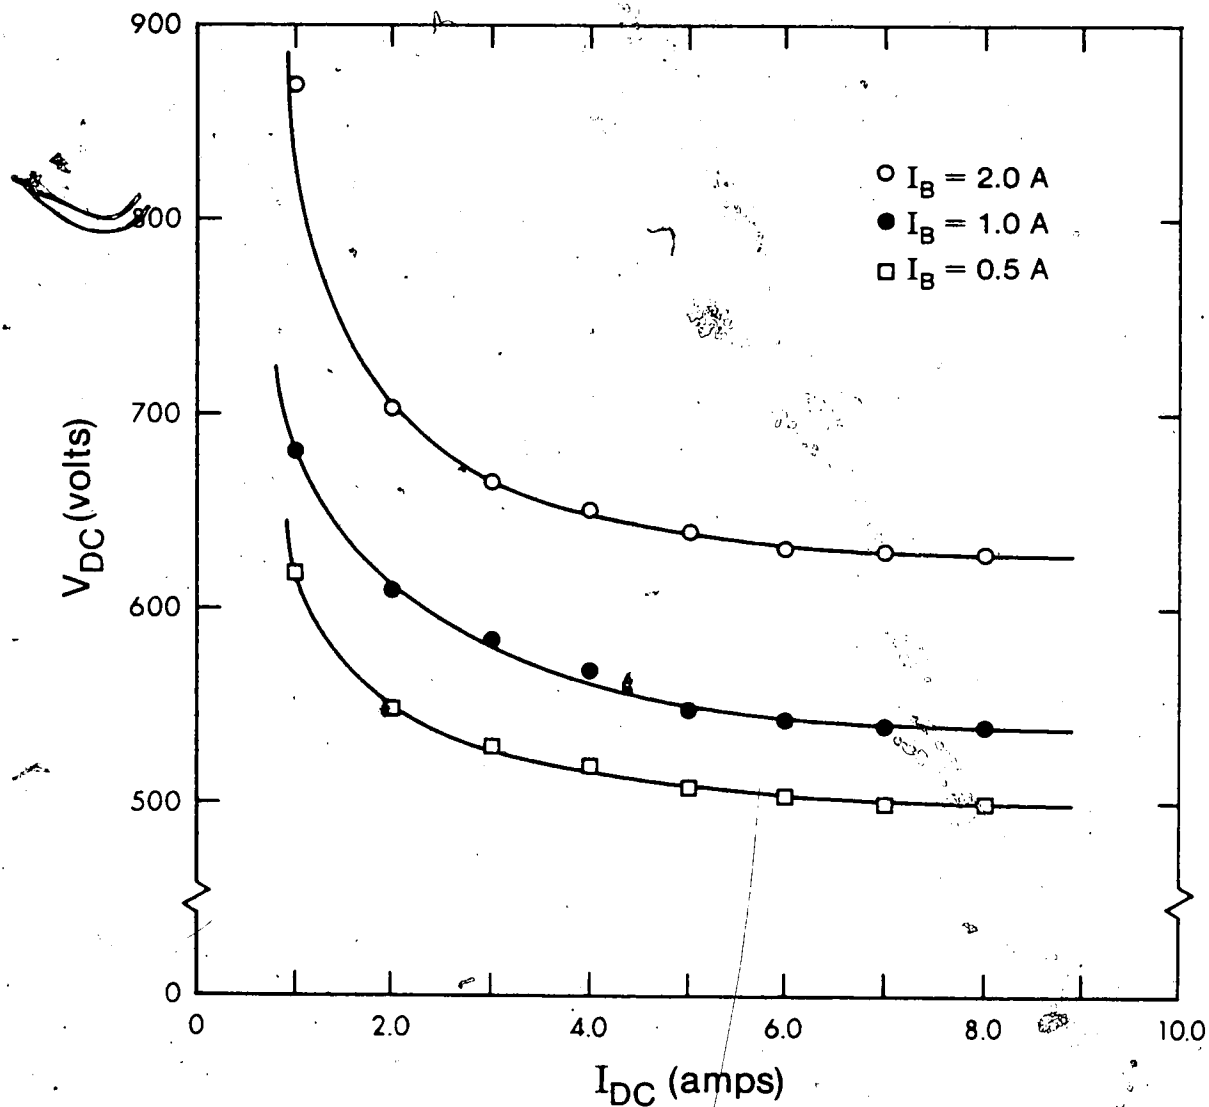 900
800
700
600
500
0
V_DC (volts)
○ I_B = 2.0 A
● I_B = 1.0 A
□ I_B = 0.5 A
0 2.0 4.0 6.0 8.0 10.0
I_DC (amps)